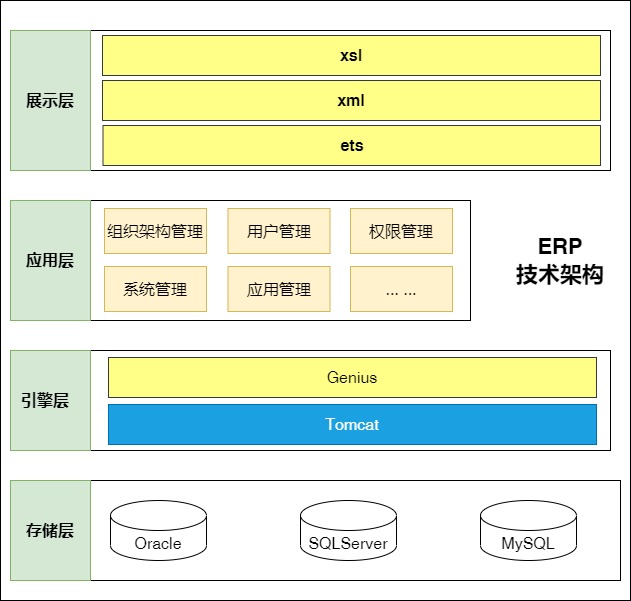 展示层
xsl
xml
ets
应用层
组织架构管理
用户管理
权限管理
系统管理
应用管理
... ...
ERP
技术架构
引擎层
Genius
Tomcat
存储层
Oracle
SQLServer
MySQL